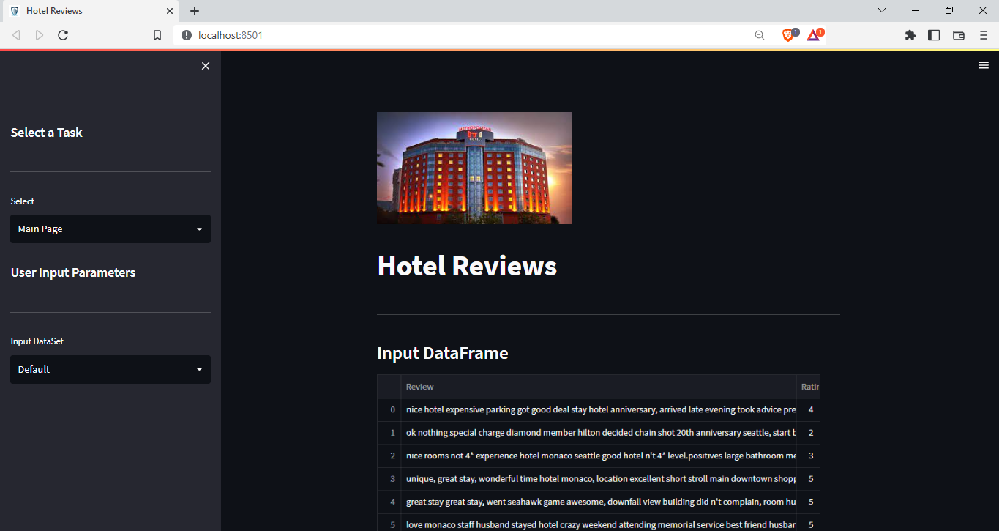 Hotel Reviews
localhost:8501
1
1
Select a Task
Select
Main Page
User Input Parameters
Input DataSet
Default
METROPOLITAN
HOTEL
Hotel Reviews
Input DataFrame
Review Ratin
0 nice hotel expensive parking got good deal stay hotel anniversary, arrived late evening took advice pre 4
1 ok nothing special charge diamond member hilton decided chain shot 20th anniversary seattle, start b 2
2 nice rooms not 4* experience hotel monaco seattle good hotel n't 4* level.positives large bathroom me 3
3 unique, great stay, wonderful time hotel monaco, location excellent short stroll main downtown shopp 5
4 great stay great stay, went seahawk game awesome, downfall view building did n't complain, room hu 5
5 love monaco staff husband stayed hotel crazy weekend attending memorial service best friend husbar 5